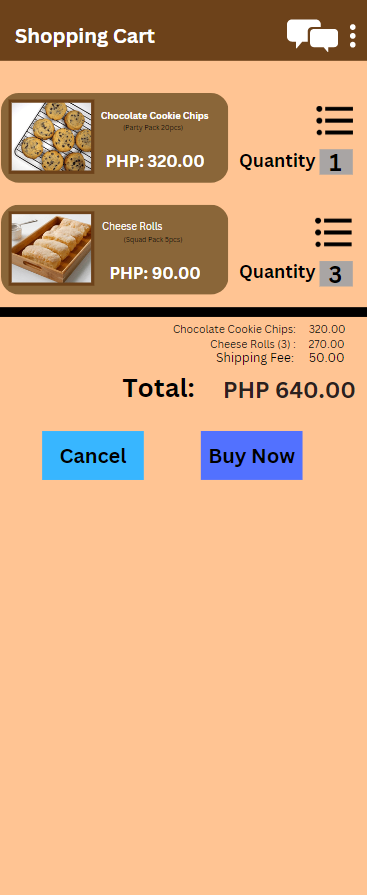 Shopping Cart
Chocolate Cookie Chips
(Party Pack 20pcs)
PHP: 320.00
Quantity 1
Cheese Rolls
(Squad Pack 5pcs)
PHP: 90.00
Quantity 3
Chocolate Cookie Chips: 320.00
Cheese Rolls (3) : 270.00
Shipping Fee: 50.00
Total: PHP 640.00
Cancel Buy Now